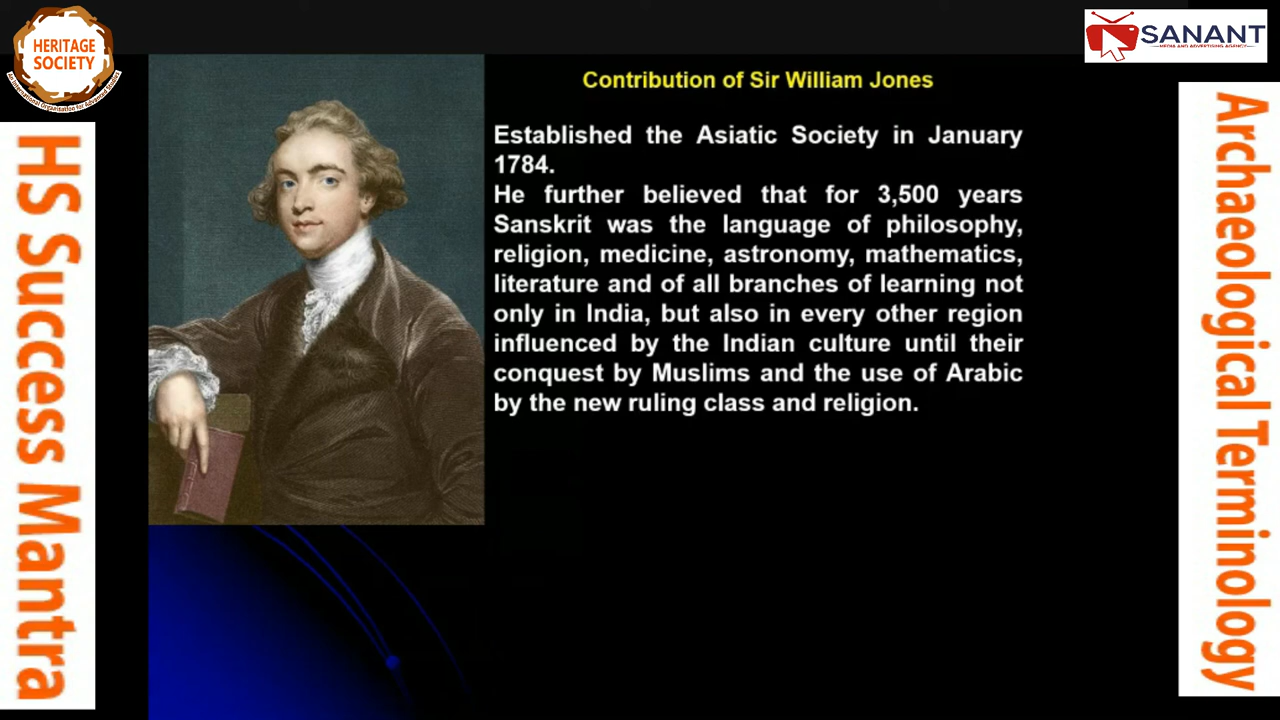 HERITAGE
SOCIETY
SANANT
MEDIA AND ADVERTISING AGENCY
HS Success Mantra
Contribution of Sir William Jones
Established the Asiatic Society in January
1784.
He further believed that for 3,500 years
Sanskrit was the language of philosophy,
religion, medicine, astronomy, mathematics,
literature and of all branches of learning not
only in India, but also in every other region
influenced by the Indian culture until their
conquest by Muslims and the use of Arabic
by the new ruling class and religion.
Archaeological Terminology